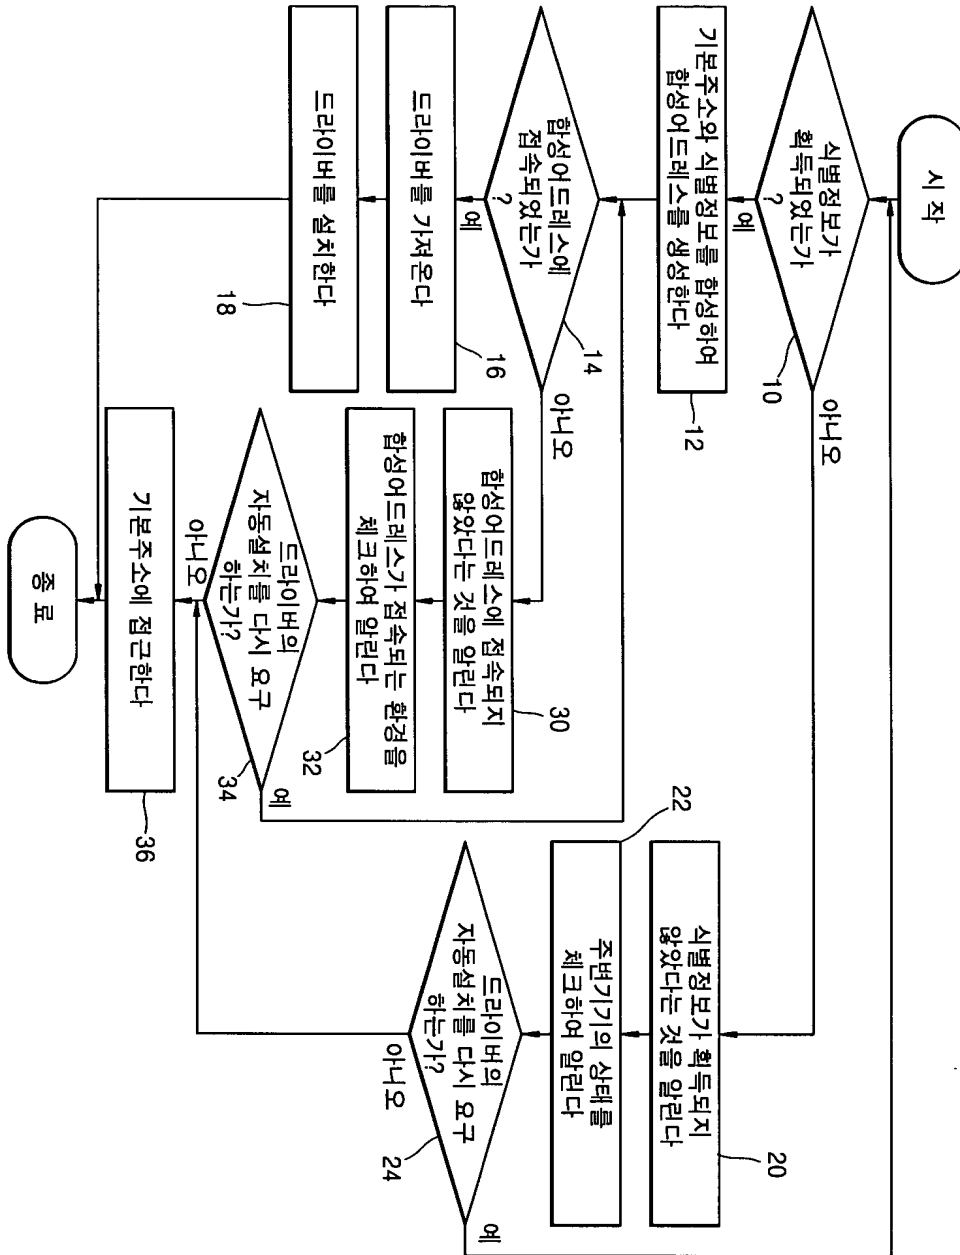 시 작
식별정보가
획득되었는가
?
10
예
아니오
기본주소와 식별정보를 합성하여
합성어드레스를 생성한다
12
합성어드레스에
접속되었는가
?
14
예
아니오
드라이버를 가져온다
16
드라이버를 설치한다
18
합성어드레스에 접속되지
않았다는 것을 알린다
30
합성어드레스가 접속되는 환경을
체크하여 알린다
32
드라이버의
자동설치를 다시 요구
하는가?
34
예
아니오
식별정보가 획득되지
않았다는 것을 알린다
20
주변기기의 상태를
체크하여 알린다
22
드라이버의
자동설치를 다시 요구
하는가?
24
예
아니오
기본주소에 접근한다
36
종 료